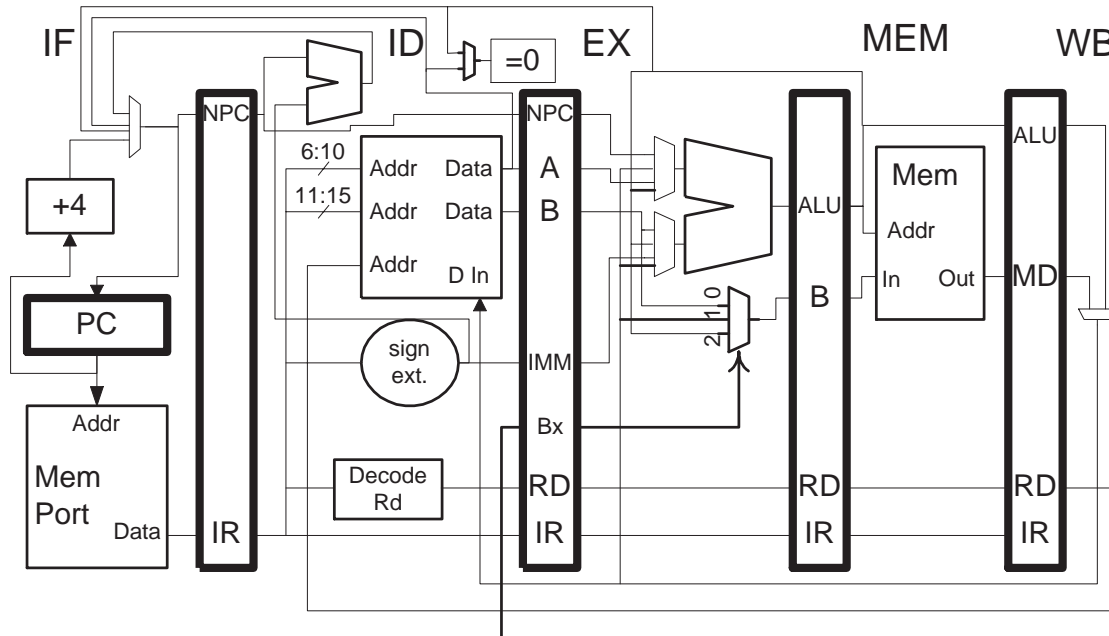 IF
ID
EX
MEM
WB
=0
NPC
NPC
ALU
+4
6:10
11:15
Addr
Data
Addr
Data
Addr
D In
A
B
ALU
B
Mem
Addr
In
Out
MD
0
1
2
PC
sign
ext.
IMM
Bx
Addr
Mem
Port
Data
Decode
Rd
RD
RD
RD
IR
IR
IR
IR